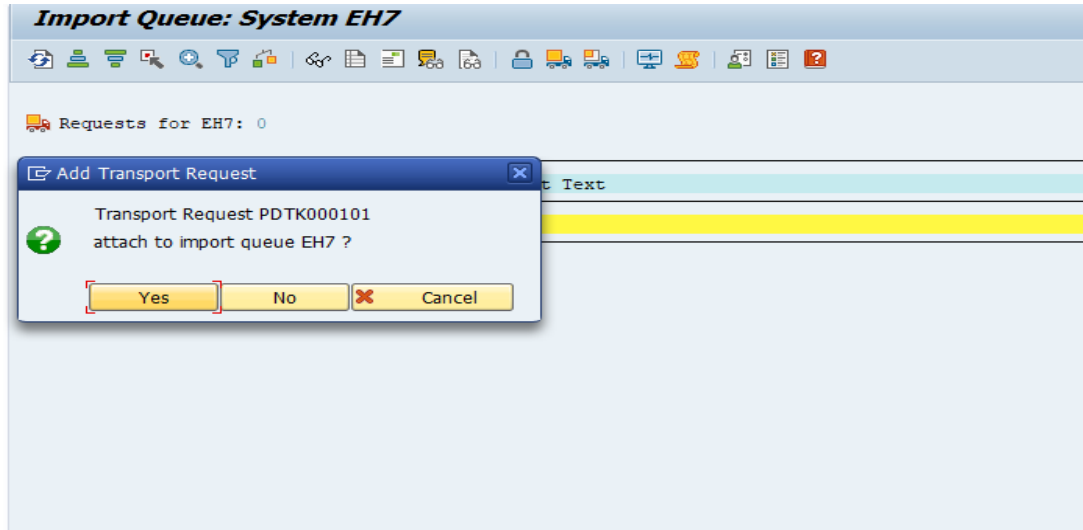 Import Queue: System EH7
Requests for EH7: 0
Add Transport Request
t Text
Transport Request PDTK000101
attach to import queue EH7 ?
Yes No Cancel